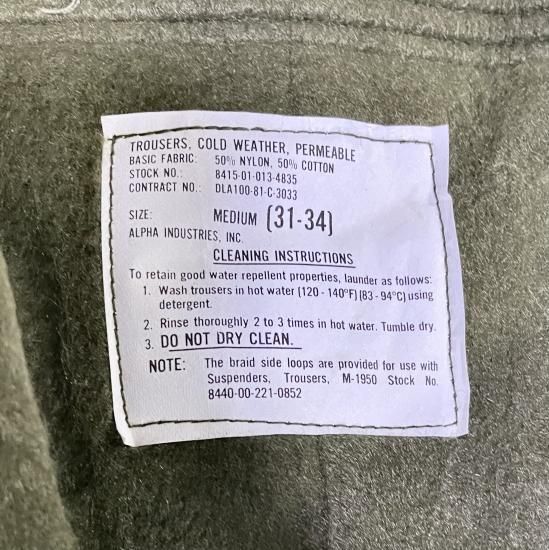 TROUSERS, COLD WEATHER, PERMEABLE
BASIC FABRIC: 50% NYLON, 50% COTTON
STOCK NO.: 8415-01-013-4835
CONTRACT NO.: DLA100-81-C-3033
SIZE: MEDIUM (31-34)
ALPHA INDUSTRIES, INC.
CLEANING INSTRUCTIONS
To retain good water repellent properties, launder as follows:
1. Wash trousers in hot water (120 - 140°F) (83 - 94°C) using
detergent.
2. Rinse thoroughly 2 to 3 times in hot water. Tumble dry.
3. DO NOT DRY CLEAN.
NOTE: The braid side loops are provided for use with
Suspenders, Trousers, M-1950 Stock No.
8440-00-221-0852